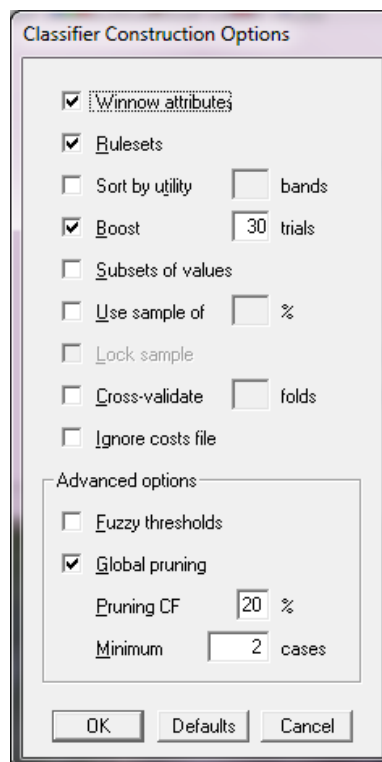 Classifier Construction Options
Winnow attributes
Rulesets
Sort by utility bands
Boost 30 trials
Subsets of values
Use sample of %
Lock sample
Cross-validate folds
Ignore costs file
Advanced options
Fuzzy thresholds
Global pruning
Pruning CF 20 %
Minimum 2 cases
OK Defaults Cancel